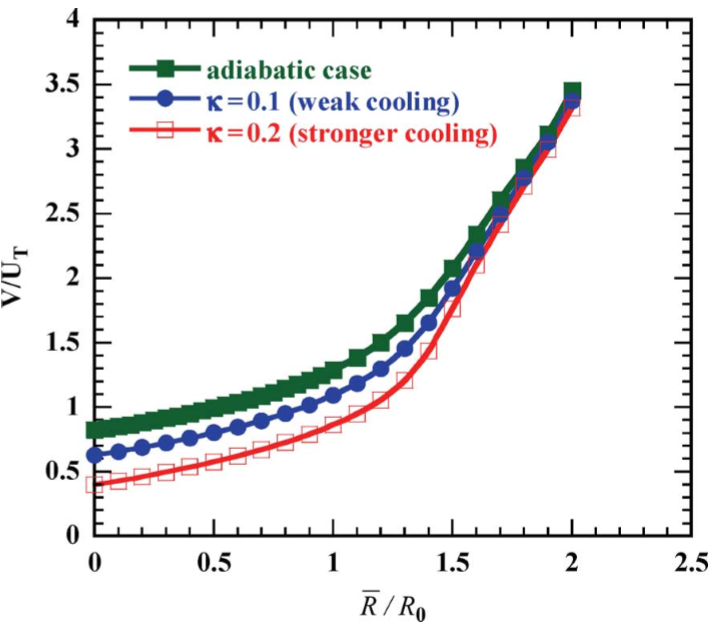 4
3.5
3
2.5
2
1.5
1
0.5
0
V/U_T
adiabatic case
κ=0.1 (weak cooling)
κ=0.2 (stronger cooling)
0 0.5 1 1.5 2 2.5
R̅ / R₀